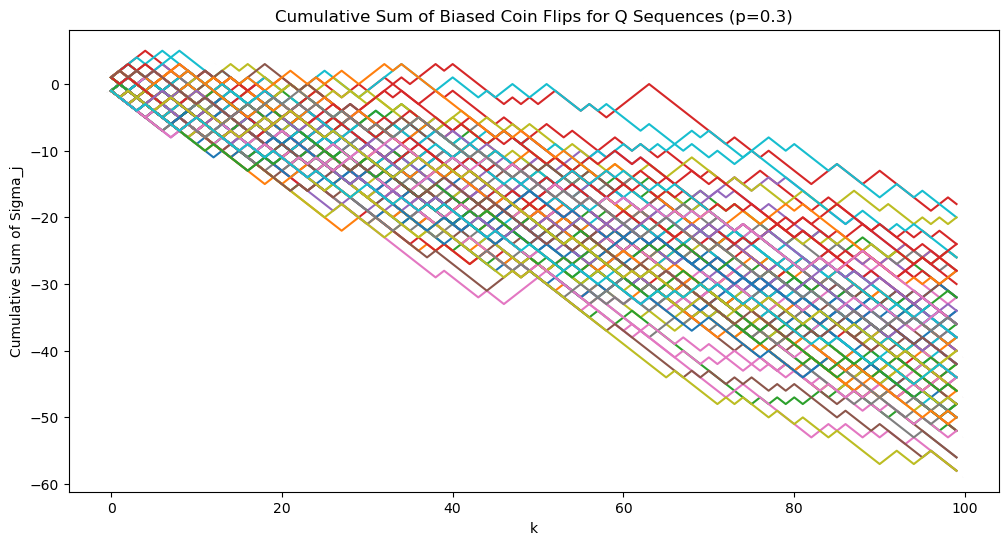 Cumulative Sum of Biased Coin Flips for Q Sequences (p=0.3)
Cumulative Sum of Sigma_j
0
−10
−20
−30
−40
−50
−60
0 20 40 60 80 100
k